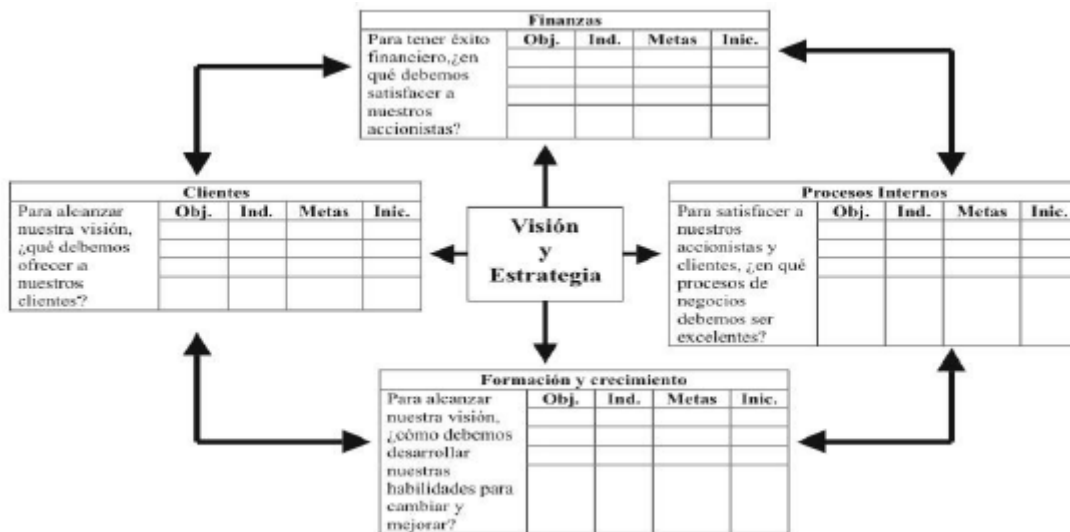 Finanzas
Para tener éxito
financiero,¿en
qué debemos
satisfacer a
nuestros
accionistas?
Obj. Ind. Metas Inic.
Clientes
Para alcanzar
nuestra visión,
¿qué debemos
ofrecer a
nuestros
clientes?
Obj. Ind. Metas Inic.
Visión
y
Estrategia
Procesos Internos
Para satisfacer a
nuestros
accionistas y
clientes, ¿en qué
procesos de
negocios
debemos ser
excelentes?
Obj. Ind. Metas Inic.
Formación y crecimiento
Para alcanzar
nuestra visión,
¿cómo debemos
desarrollar
nuestras
habilidades para
cambiar y
mejorar?
Obj. Ind. Metas Inic.